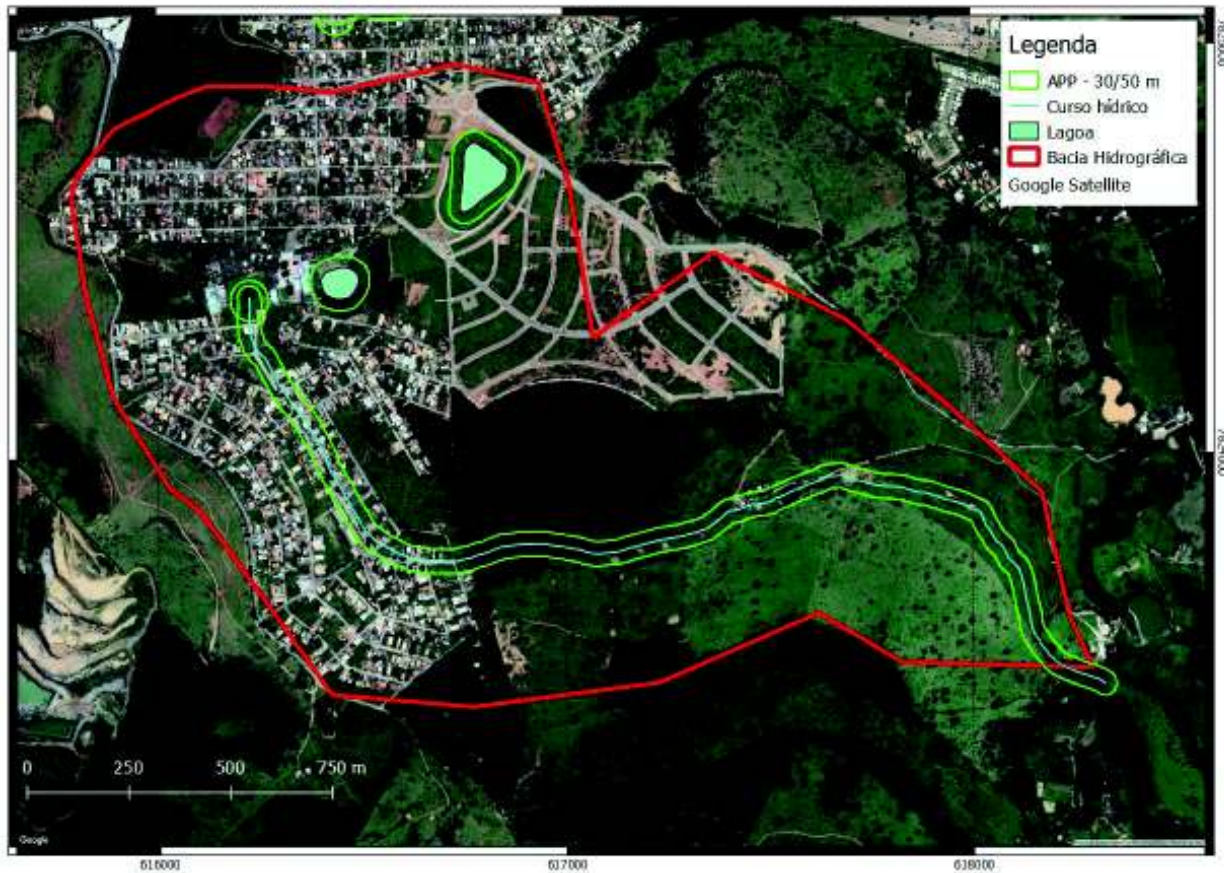 Legenda
APP - 30/50 m
Curso hídrico
Lagoa
Bacia Hidrográfica
Google Satellite
0 250 500 750 m
Google
616000 617000 618000